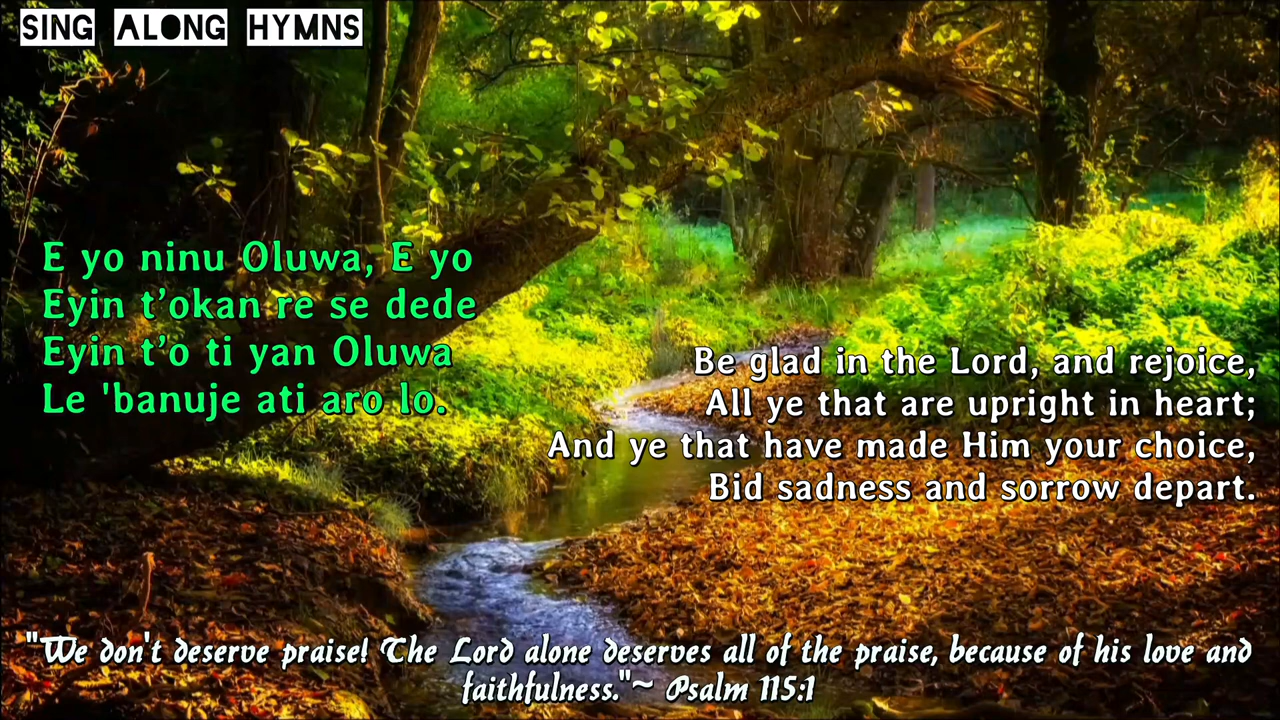 SING ALONG HYMNS
E yo ninu Oluwa, E yo
Eyin t’okan re se dede
Eyin t’o ti yan Oluwa
Le 'banuje ati aro lo.
Be glad in the Lord, and rejoice,
All ye that are upright in heart;
And ye that have made Him your choice,
Bid sadness and sorrow depart.
"We don't deserve praise! The Lord alone deserves all of the praise, because of his love and
faithfulness."~ Psalm 115:1